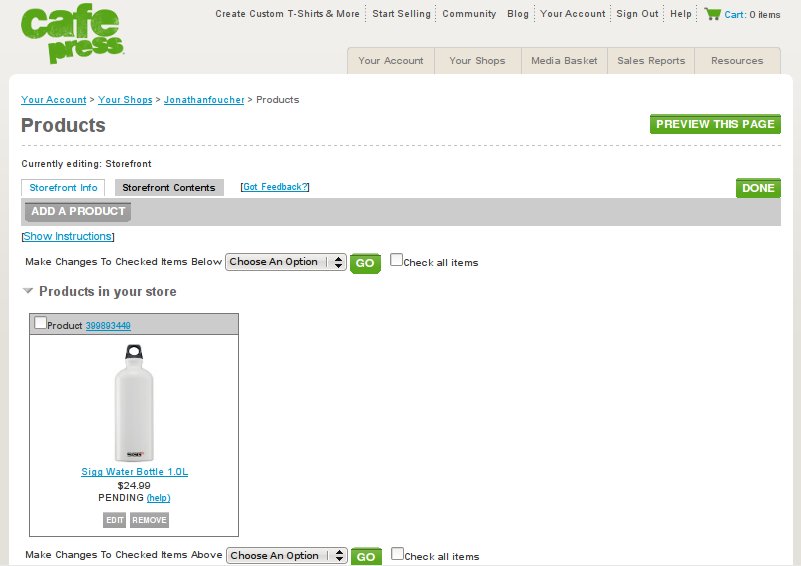 Cafe
press
Create Custom T-Shirts & More Start Selling Community Blog Your Account Sign Out Help Cart: 0 items
Your Account Your Shops Media Basket Sales Reports Resources
Your Account > Your Shops > Jonathanfoucher > Products
Products PREVIEW THIS PAGE
Currently editing: Storefront
Storefront Info Storefront Contents [Got Feedback?] DONE
ADD A PRODUCT
[Show Instructions]
Make Changes To Checked Items Below Choose An Option GO Check all items
Products in your store
Product 399893449
SIGG
Sigg Water Bottle 1.0L
$24.99
PENDING (help)
EDIT REMOVE
Make Changes To Checked Items Above Choose An Option GO Check all items